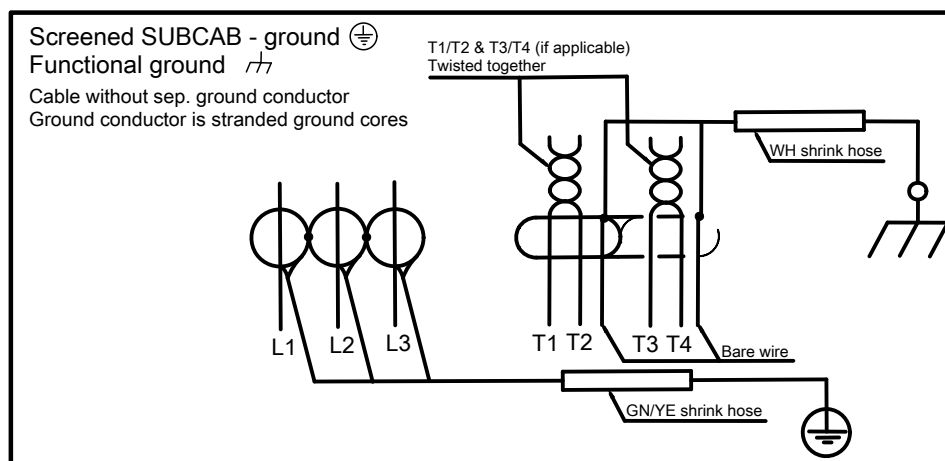 Screened SUBCAB - ground
Functional ground
Cable without sep. ground conductor
Ground conductor is stranded ground cores
T1/T2 & T3/T4 (if applicable)
Twisted together
WH shrink hose
L1 L2 L3
T1 T2 T3 T4
Bare wire
GN/YE shrink hose